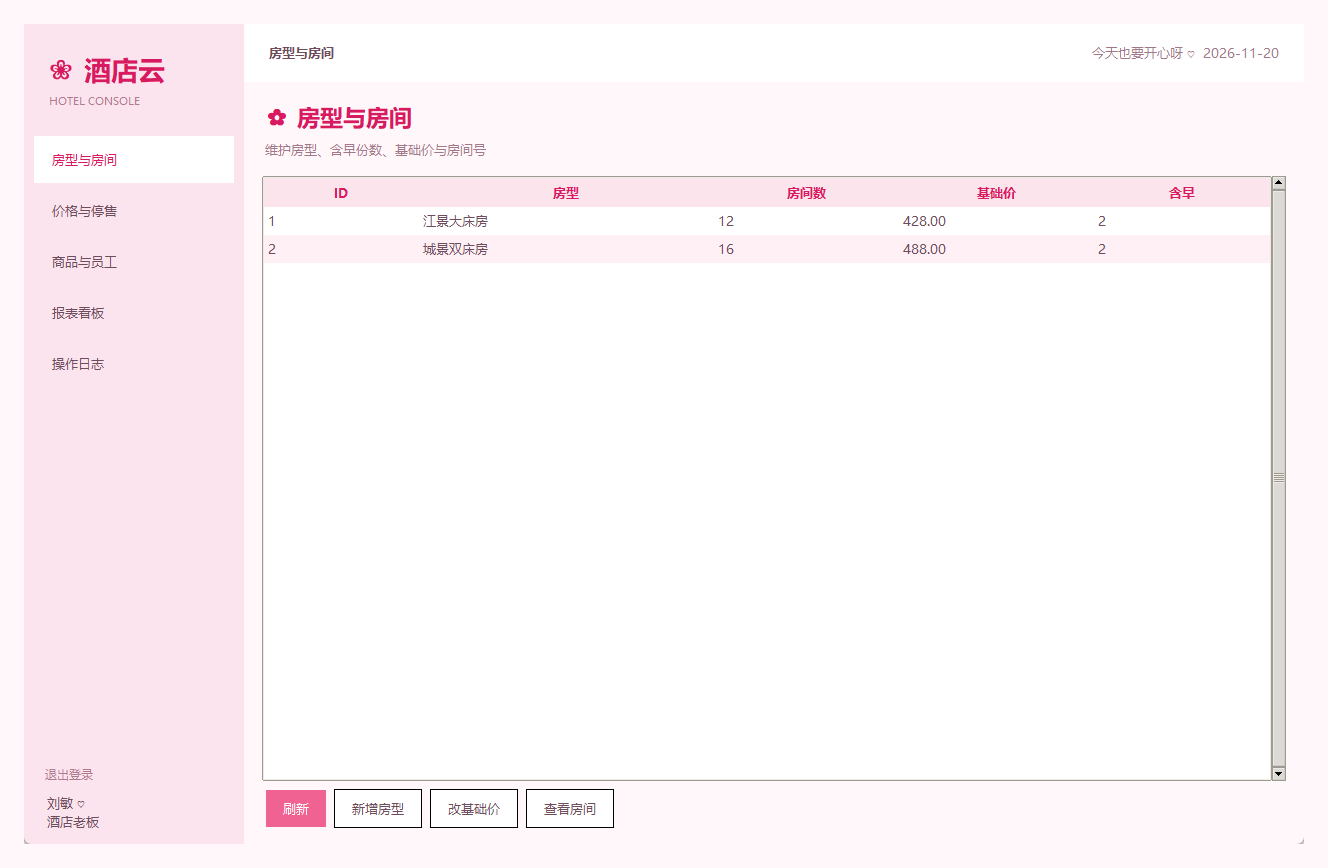 ❀ 酒店云
HOTEL CONSOLE
房型与房间
价格与停售
商品与员工
报表看板
操作日志
退出登录
刘敏 ♡
酒店老板
房型与房间
今天也要开心呀 ♡ 2026-11-20
✿ 房型与房间
维护房型、含早份数、基础价与房间号
ID 房型 房间数 基础价 含早
1 江景大床房 12 428.00 2
2 城景双床房 16 488.00 2
刷新 新增房型 改基础价 查看房间